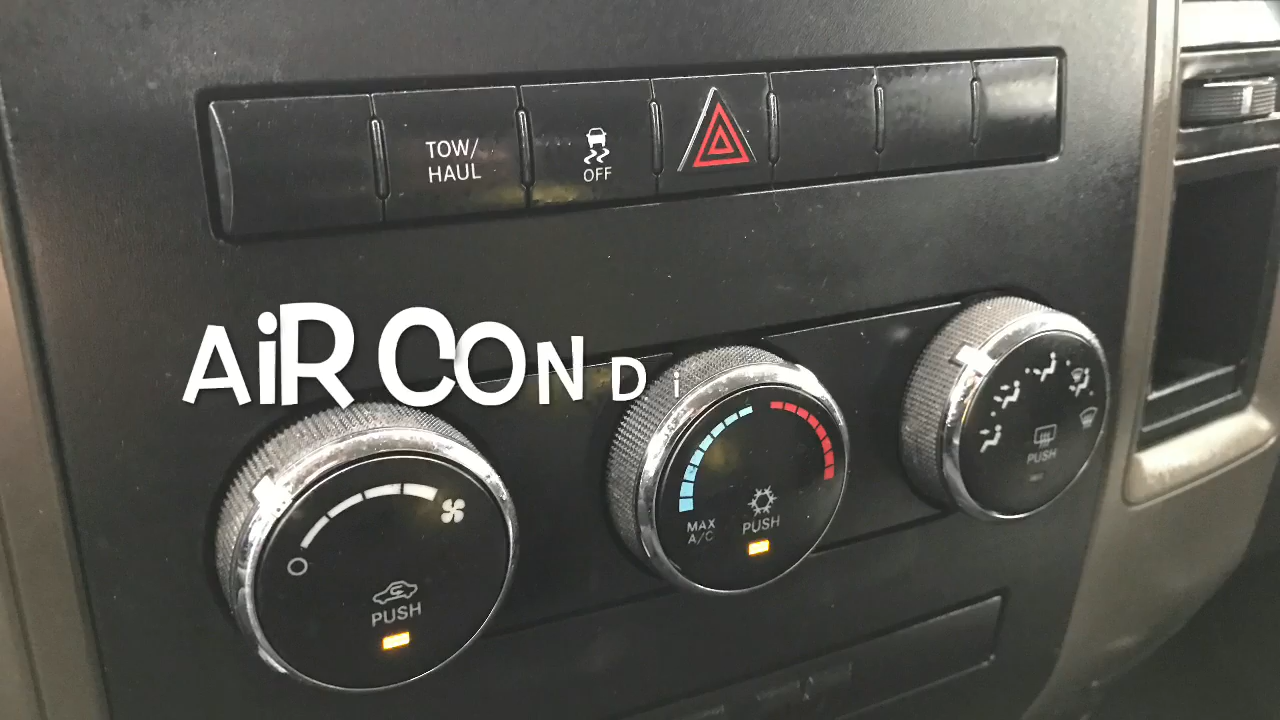 TOW/
HAUL
OFF
AiR COND i
PUSH
MAX
A/C
PUSH
PUSH